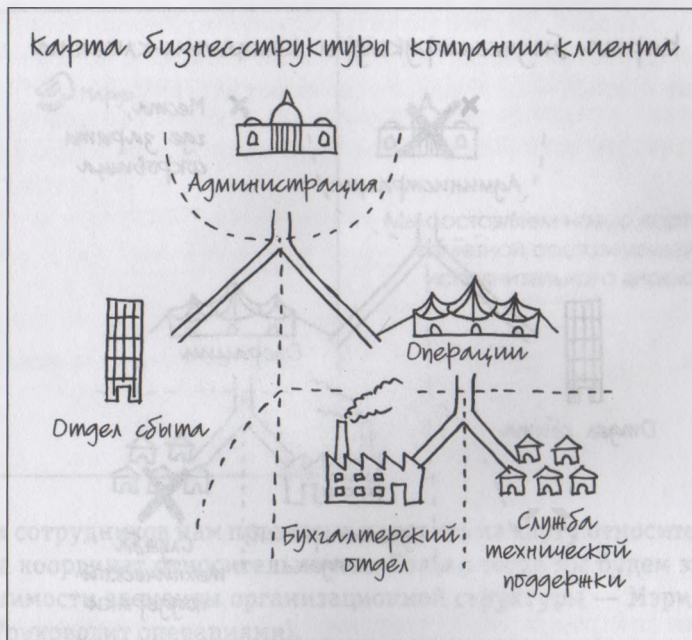 Карта бизнес-структуры компании-клиента
Администрация
Операции
Отдел сбыта
Бухгалтерский
отдел
Служба
технической
поддержки